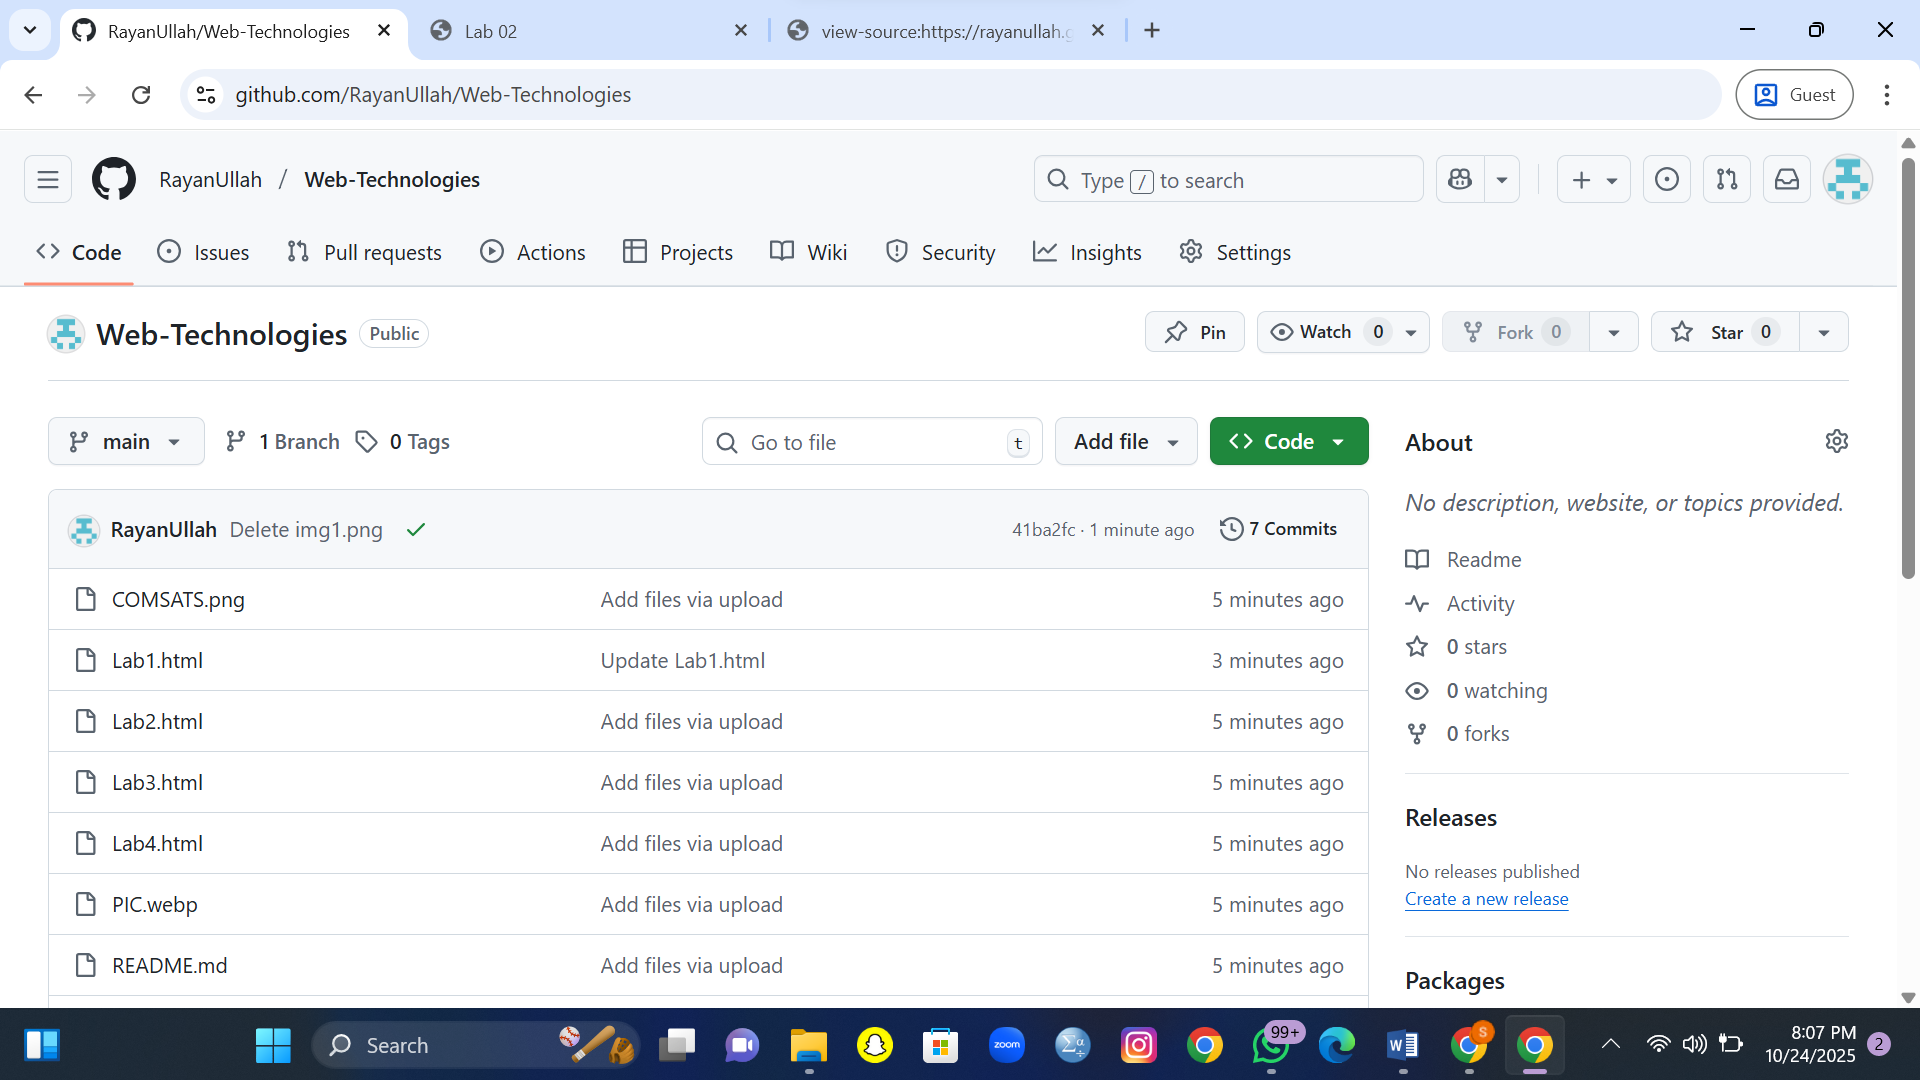 RayanUllah/Web-Technologies
Lab 02
view-source:https://rayanullah.g
github.com/RayanUllah/Web-Technologies
Guest
RayanUllah / Web-Technologies
Type / to search
Code
Issues
Pull requests
Actions
Projects
Wiki
Security
Insights
Settings
Web-Technologies
Public
Pin
Watch 0
Fork 0
Star 0
main
1 Branch
0 Tags
Go to file
t
Add file
Code
About
No description, website, or topics provided.
RayanUllah Delete img1.png
41ba2fc · 1 minute ago
7 Commits
COMSATS.png Add files via upload 5 minutes ago
Lab1.html Update Lab1.html 3 minutes ago
Lab2.html Add files via upload 5 minutes ago
Lab3.html Add files via upload 5 minutes ago
Lab4.html Add files via upload 5 minutes ago
PIC.webp Add files via upload 5 minutes ago
README.md Add files via upload 5 minutes ago
Readme
Activity
0 stars
0 watching
0 forks
Releases
No releases published
Create a new release
Packages
Search
zoom
Σα
99+
W
S
8:07 PM
10/24/2025
2